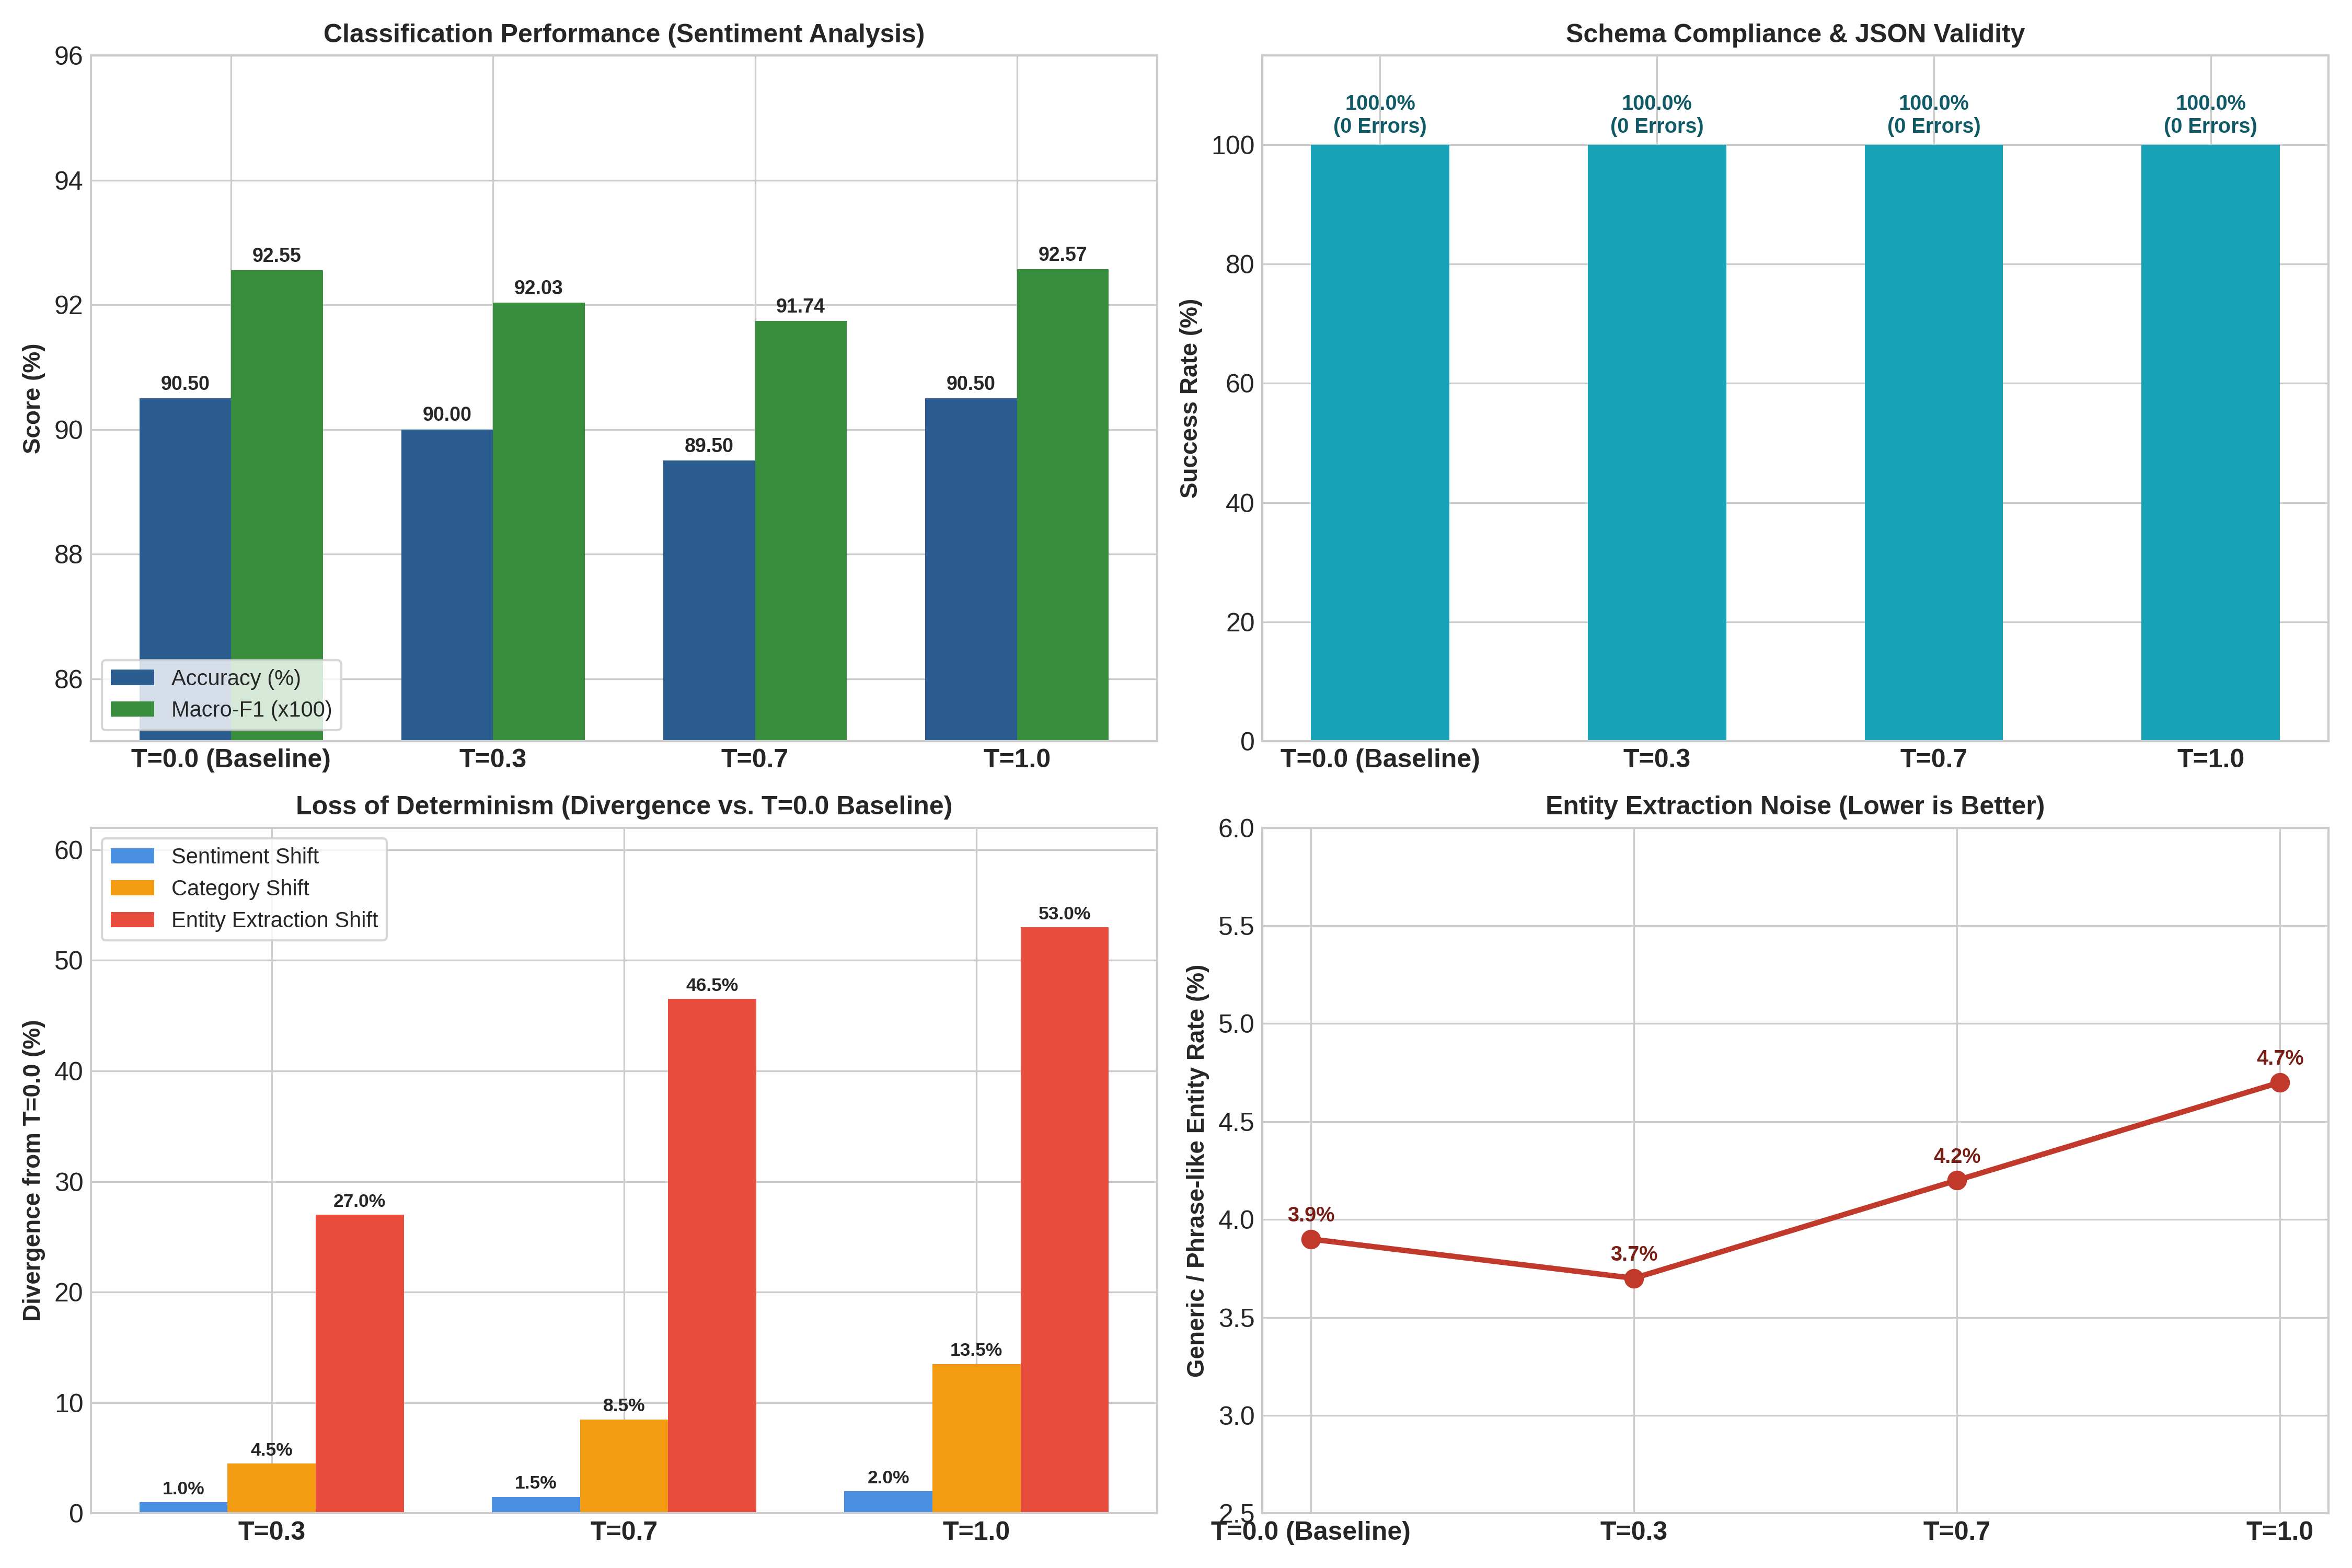 Classification Performance (Sentiment Analysis)
96
94
92
90
88
86
Score (%)
92.55
92.03
91.74
92.57
90.50
90.00
89.50
90.50
Accuracy (%)
Macro-F1 (x100)
T=0.0 (Baseline)
T=0.3
T=0.7
T=1.0
Schema Compliance & JSON Validity
100.0%
(0 Errors)
100.0%
(0 Errors)
100.0%
(0 Errors)
100.0%
(0 Errors)
100
80
60
40
20
0
Success Rate (%)
T=0.0 (Baseline)
T=0.3
T=0.7
T=1.0
Loss of Determinism (Divergence vs. T=0.0 Baseline)
60
50
40
30
20
10
0
Divergence from T=0.0 (%)
Sentiment Shift
Category Shift
Entity Extraction Shift
1.0%
4.5%
27.0%
1.5%
8.5%
46.5%
2.0%
13.5%
53.0%
T=0.3
T=0.7
T=1.0
Entity Extraction Noise (Lower is Better)
6.0
5.5
5.0
4.5
4.0
3.5
3.0
2.5
Generic / Phrase-like Entity Rate (%)
3.9%
3.7%
4.2%
4.7%
T=0.0 (Baseline)
T=0.3
T=0.7
T=1.0